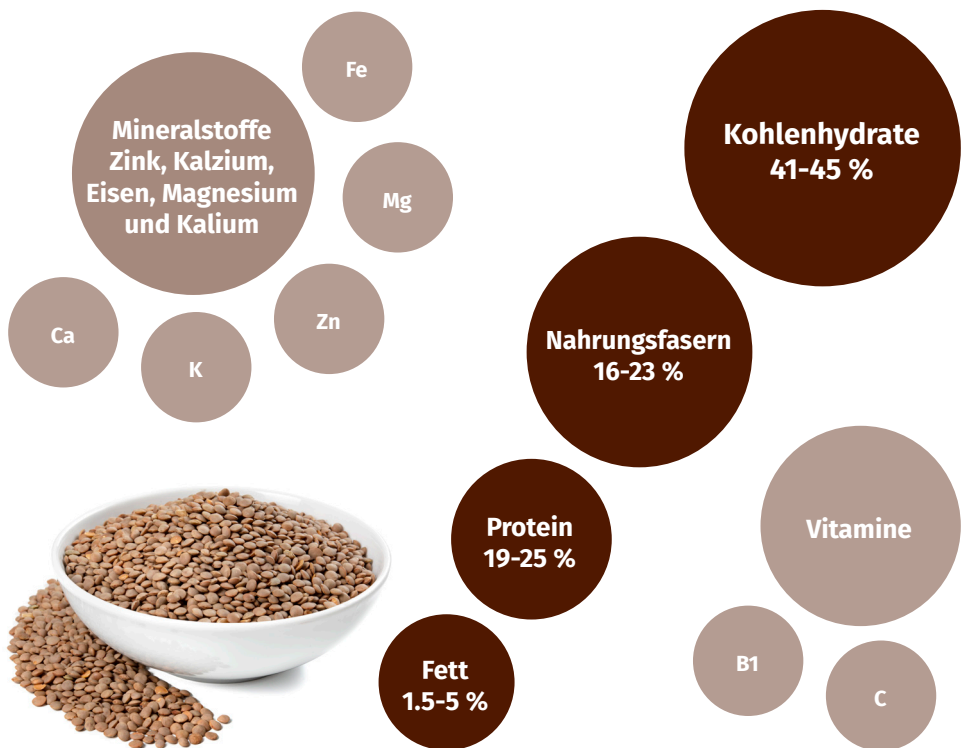 Mineralstoffe
Zink, Kalzium,
Eisen, Magnesium
und Kalium
Fe
Mg
Zn
K
Ca
Kohlenhydrate
41-45 %
Nahrungsfasern
16-23 %
Protein
19-25 %
Fett
1.5-5 %
Vitamine
B1
C